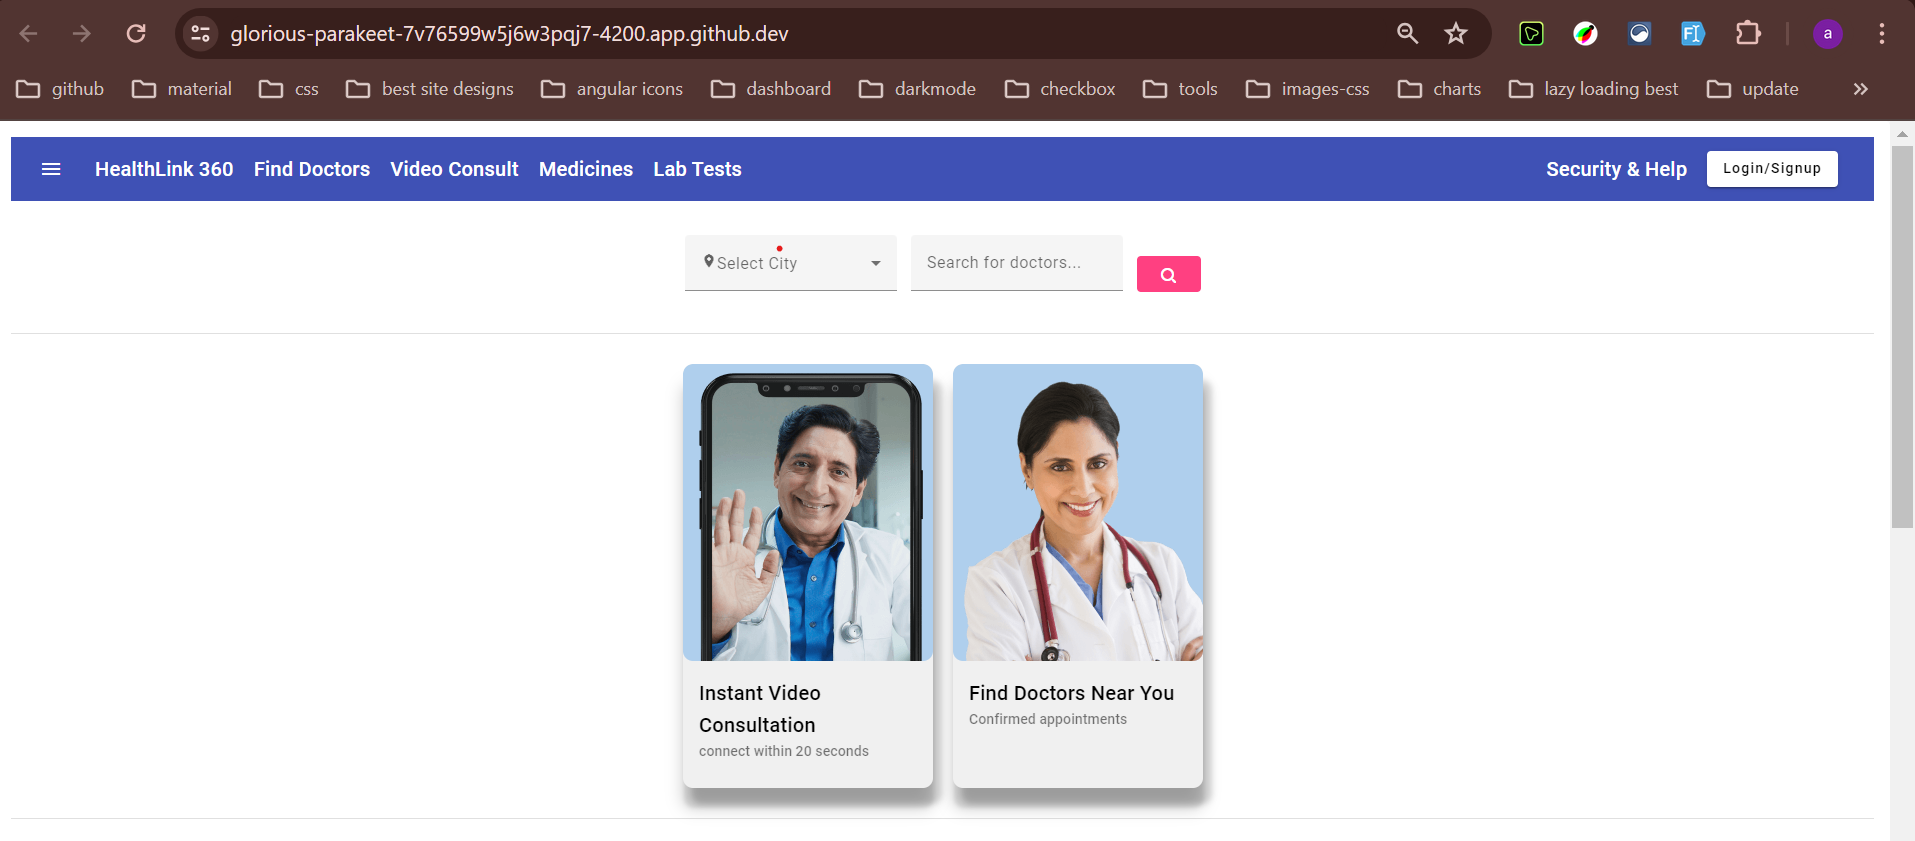 glorious-parakeet-7v76599w5j6w3pqj7-4200.app.github.dev
a
github material css best site designs angular icons dashboard darkmode checkbox tools images-css charts lazy loading best update
HealthLink 360 Find Doctors Video Consult Medicines Lab Tests Security & Help Login/Signup
Select City Search for doctors...
Instant Video
Consultation
connect within 20 seconds
Find Doctors Near You
Confirmed appointments